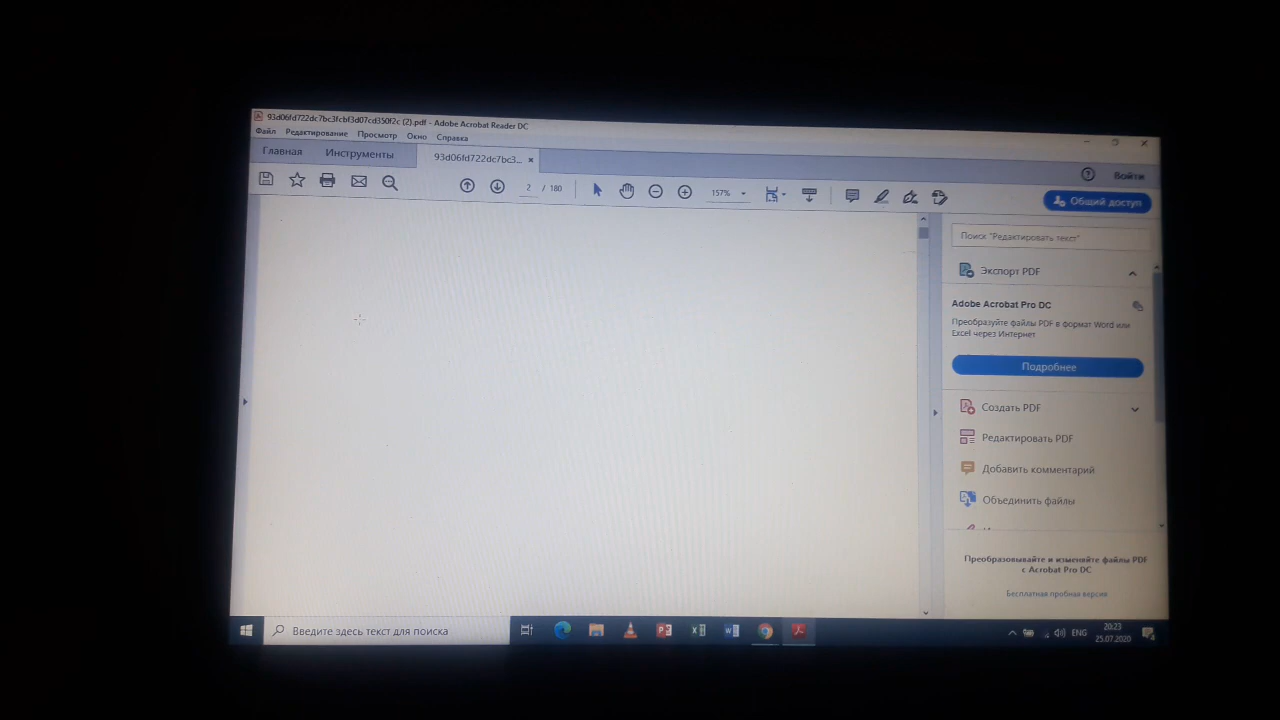 93d06fd722dc7bc3fcbf3d07cd350f2c (2).pdf - Adobe Acrobat Reader DC
Файл Редактирование Просмотр Окно Справка
Главная Инструменты 93d06fd722dc7bc3... × Войти
2 / 180 157% Общий доступ
Поиск "Редактировать текст"
Экспорт PDF
Adobe Acrobat Pro DC
Преобразуйте файлы PDF в формат Word или
Excel через Интернет
Подробнее
Создать PDF
Редактировать PDF
Добавить комментарий
Объединить файлы
Преобразовывайте и изменяйте файлы PDF
с Acrobat Pro DC
Бесплатная пробная версия
Введите здесь текст для поиска
ENG
20:23
25.07.2020